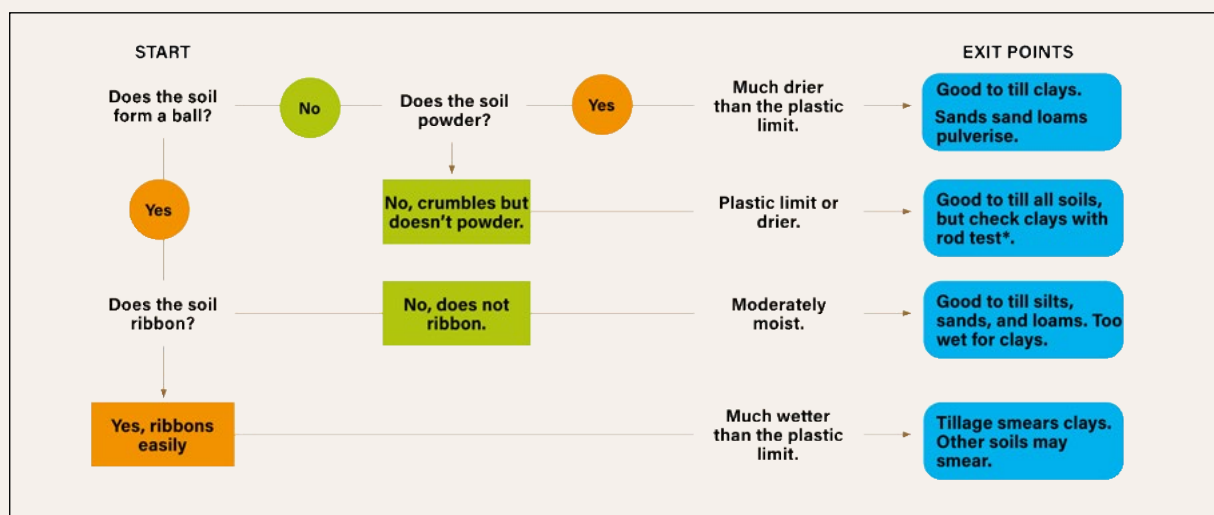 START
EXIT POINTS
Does the soil
form a ball?
No
Does the soil
powder?
Yes
Much drier
than the plastic
limit.
Good to till clays.
Sands sand loams
pulverise.
Yes
No, crumbles but
doesn't powder.
Plastic limit or
drier.
Good to till all soils,
but check clays with
rod test*.
Does the soil
ribbon?
No, does not
ribbon.
Moderately
moist.
Good to till silts,
sands, and loams. Too
wet for clays.
Yes, ribbons
easily
Much wetter
than the plastic
limit.
Tillage smears clays.
Other soils may
smear.